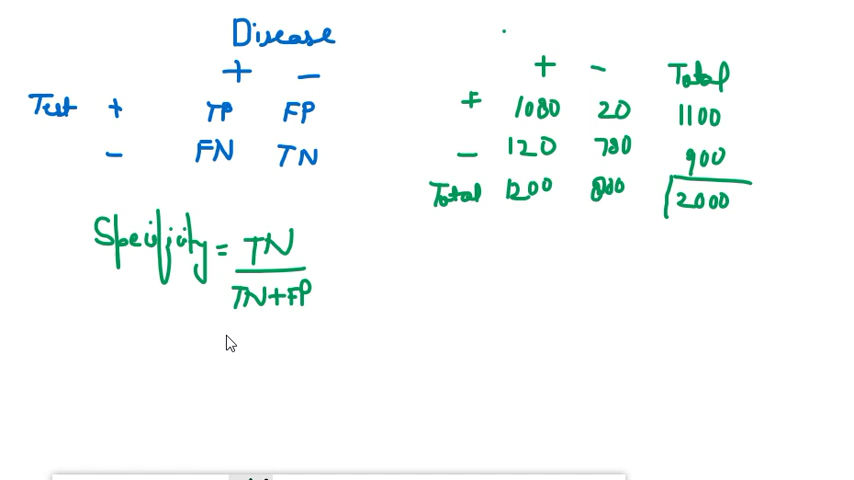 Disease
+ -
Test + TP FP
- FN TN
+ - Total
+ 1080 20 1100
- 120 780 900
Total 1200 800 2000
Specificity = TN
TN+FP